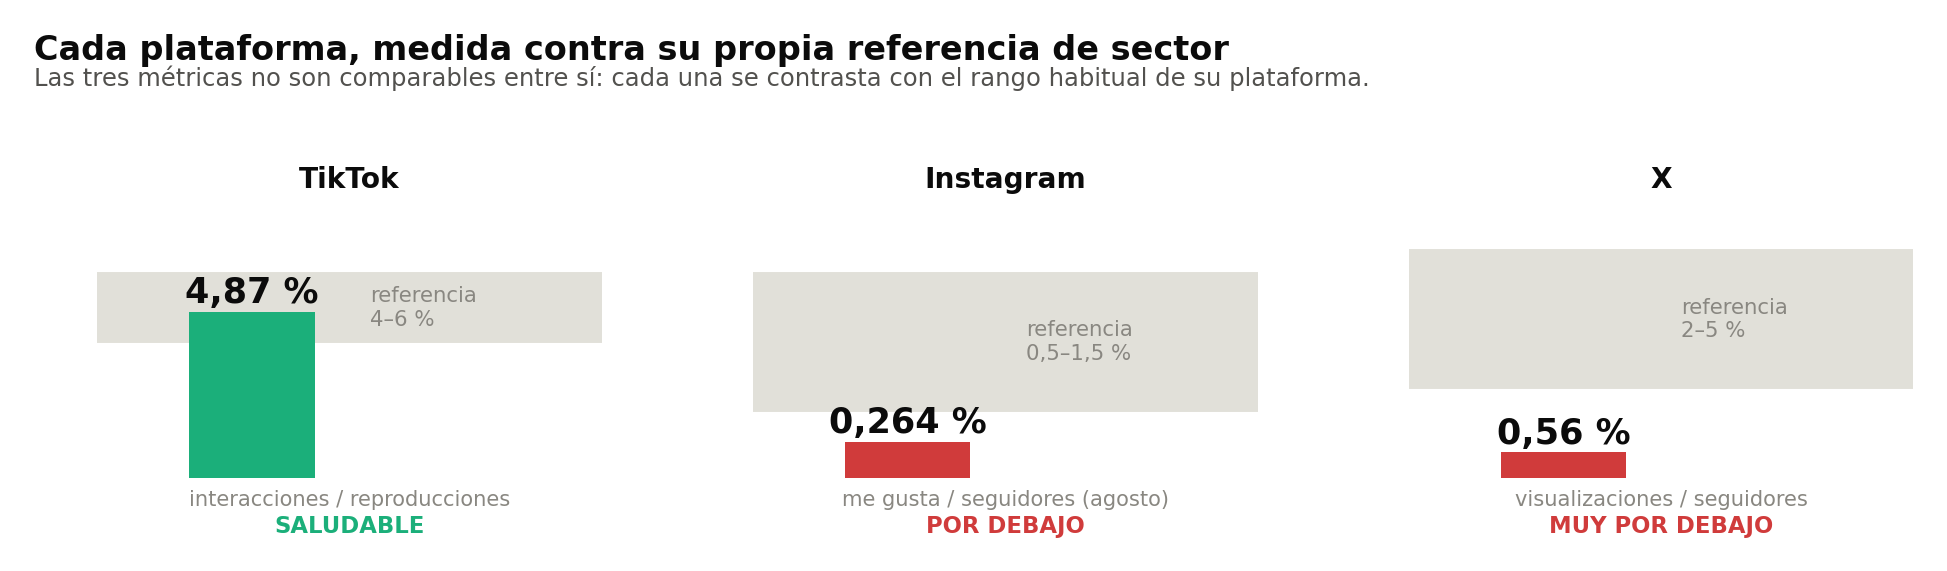 Cada plataforma, medida contra su propia referencia de sector
Las tres métricas no son comparables entre sí: cada una se contrasta con el rango habitual de su plataforma.
TikTok
4,87 %
referencia
4–6 %
interacciones / reproducciones
SALUDABLE
Instagram
referencia
0,5–1,5 %
0,264 %
me gusta / seguidores (agosto)
POR DEBAJO
X
referencia
2–5 %
0,56 %
visualizaciones / seguidores
MUY POR DEBAJO